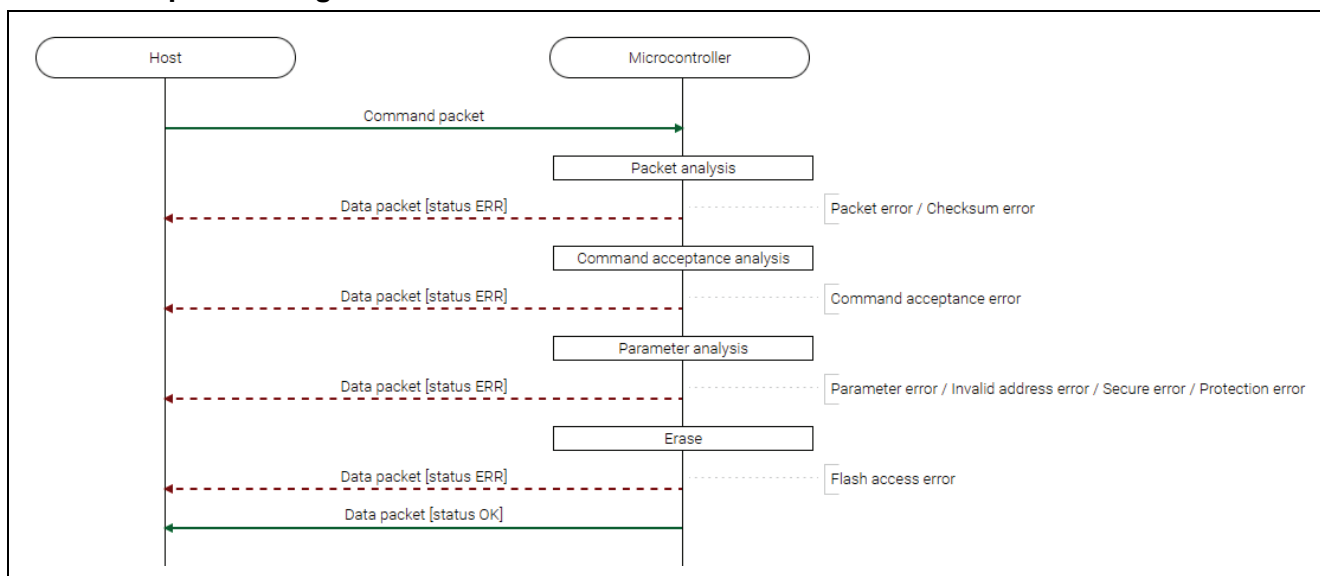 Host
Microcontroller
Command packet
Packet analysis
Data packet [status ERR]
Packet error / Checksum error
Command acceptance analysis
Data packet [status ERR]
Command acceptance error
Parameter analysis
Data packet [status ERR]
Parameter error / Invalid address error / Secure error / Protection error
Erase
Data packet [status ERR]
Flash access error
Data packet [status OK]